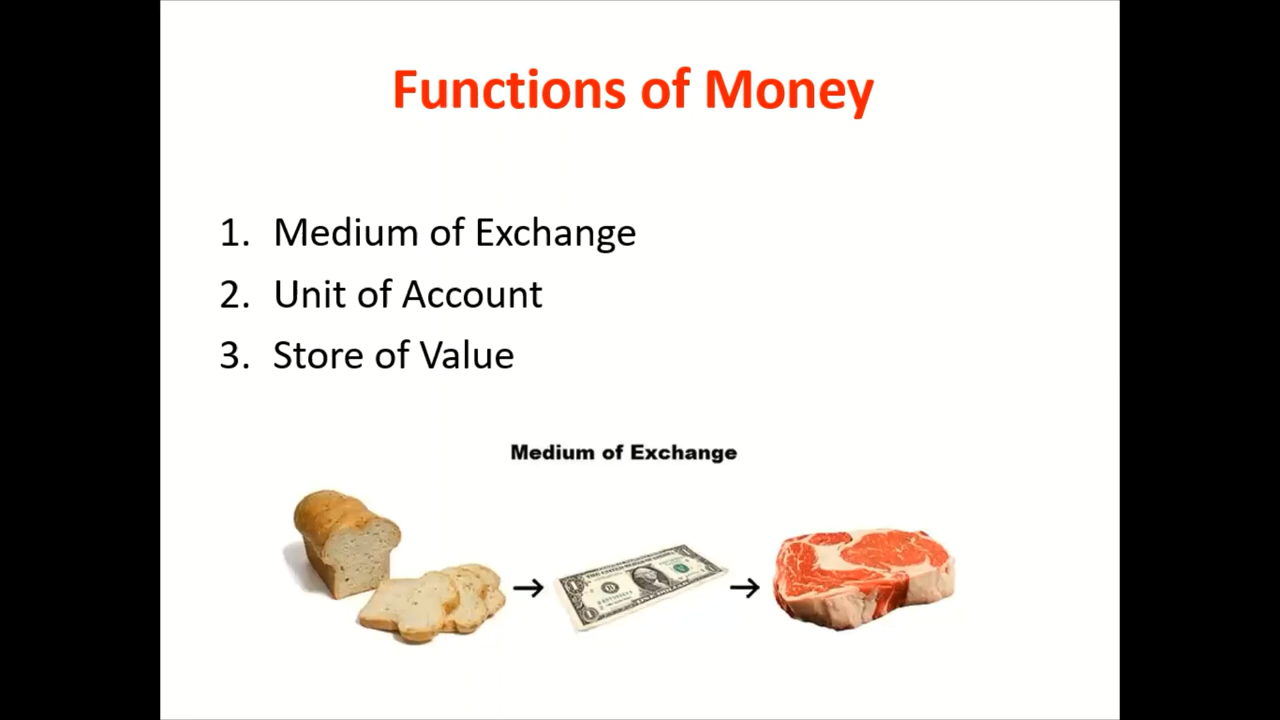 Functions of Money
1. Medium of Exchange
2. Unit of Account
3. Store of Value
Medium of Exchange